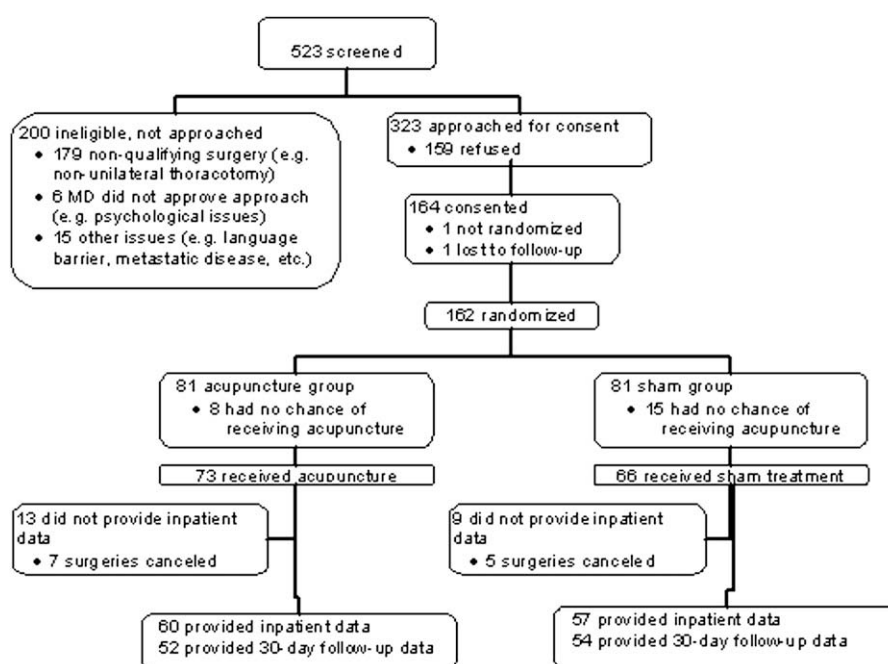 523 screened
200 ineligible, not approached
• 179 non-qualifying surgery (e.g.
non-unilateral thoracotomy)
• 6 MD did not approve approach
(e.g. psychological issues)
• 15 other issues (e.g. language
barrier, metastatic disease, etc.)
323 approached for consent
• 159 refused
164 consented
• 1 not randomized
• 1 lost to follow-up
162 randomized
81 acupuncture group
• 8 had no chance of
receiving acupuncture
81 sham group
• 15 had no chance of
receiving acupuncture
73 received acupuncture
66 received sham treatment
13 did not provide inpatient
data
• 7 surgeries canceled
9 did not provide inpatient
data
• 5 surgeries canceled
60 provided inpatient data
52 provided 30-day follow-up data
57 provided inpatient data
54 provided 30-day follow-up data